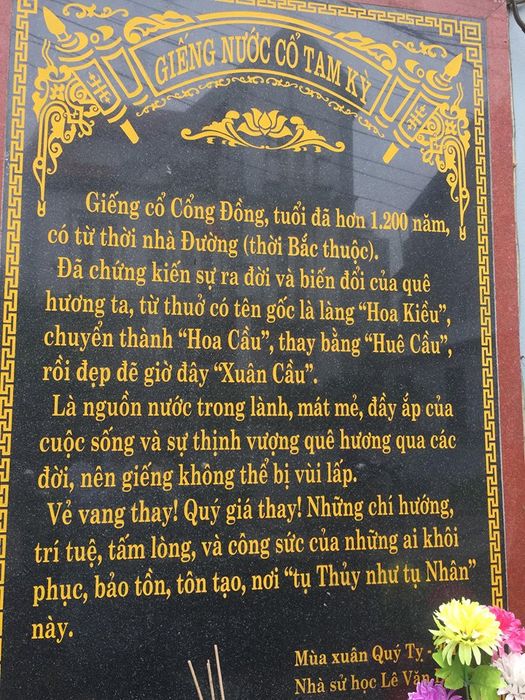 GIẾNG NƯỚC CỔ TAM KỲ
Giếng cổ Cổng Đồng, tuổi đã hơn 1.200 năm,
có từ thời nhà Đường (thời Bắc thuộc).
Đã chứng kiến sự ra đời và biến đổi của quê
hương ta, từ thuở có tên gốc là làng “Hoa Kiều”,
chuyển thành “Hoa Cầu”, thay bằng “Huê Cầu”,
rồi đẹp đẽ giờ đây “Xuân Cầu”.
Là nguồn nước trong lành, mát mẻ, đầy ắp của
cuộc sống và sự thịnh vượng quê hương qua các
đời, nên giếng không thể bị vùi lấp.
Vẻ vang thay! Quý giá thay! Những chí hướng,
trí tuệ, tấm lòng, và công sức của những ai khôi
phục, bảo tồn, tôn tạo, nơi “tụ Thủy như tụ Nhân”
này.
Mùa xuân Quý Tỵ -
Nhà sử học Lê Văn